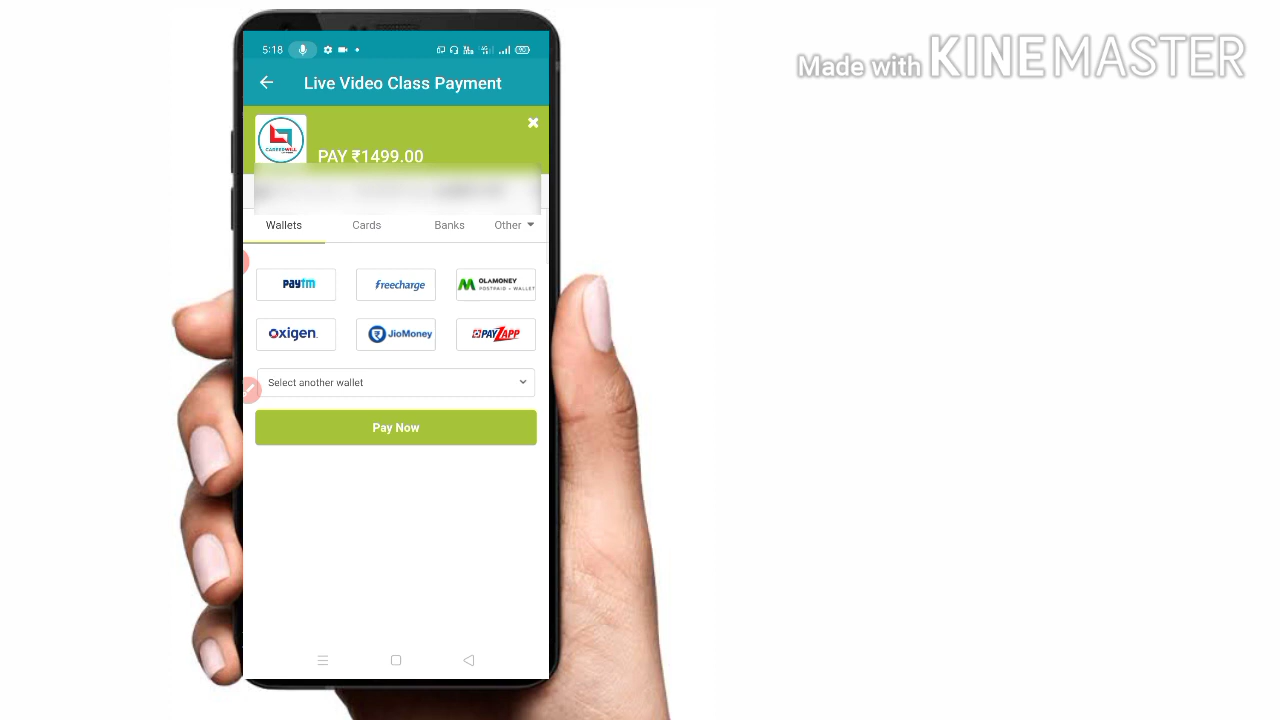 Made with KINEMASTER
5:18
Live Video Class Payment
CAREERWILL
PAY ₹1499.00
Wallets Cards Banks Other
paytm freecharge OLAMONEY
POSTPAID + WALLET
oxigen JioMoney PAYZAPP
Select another wallet
Pay Now